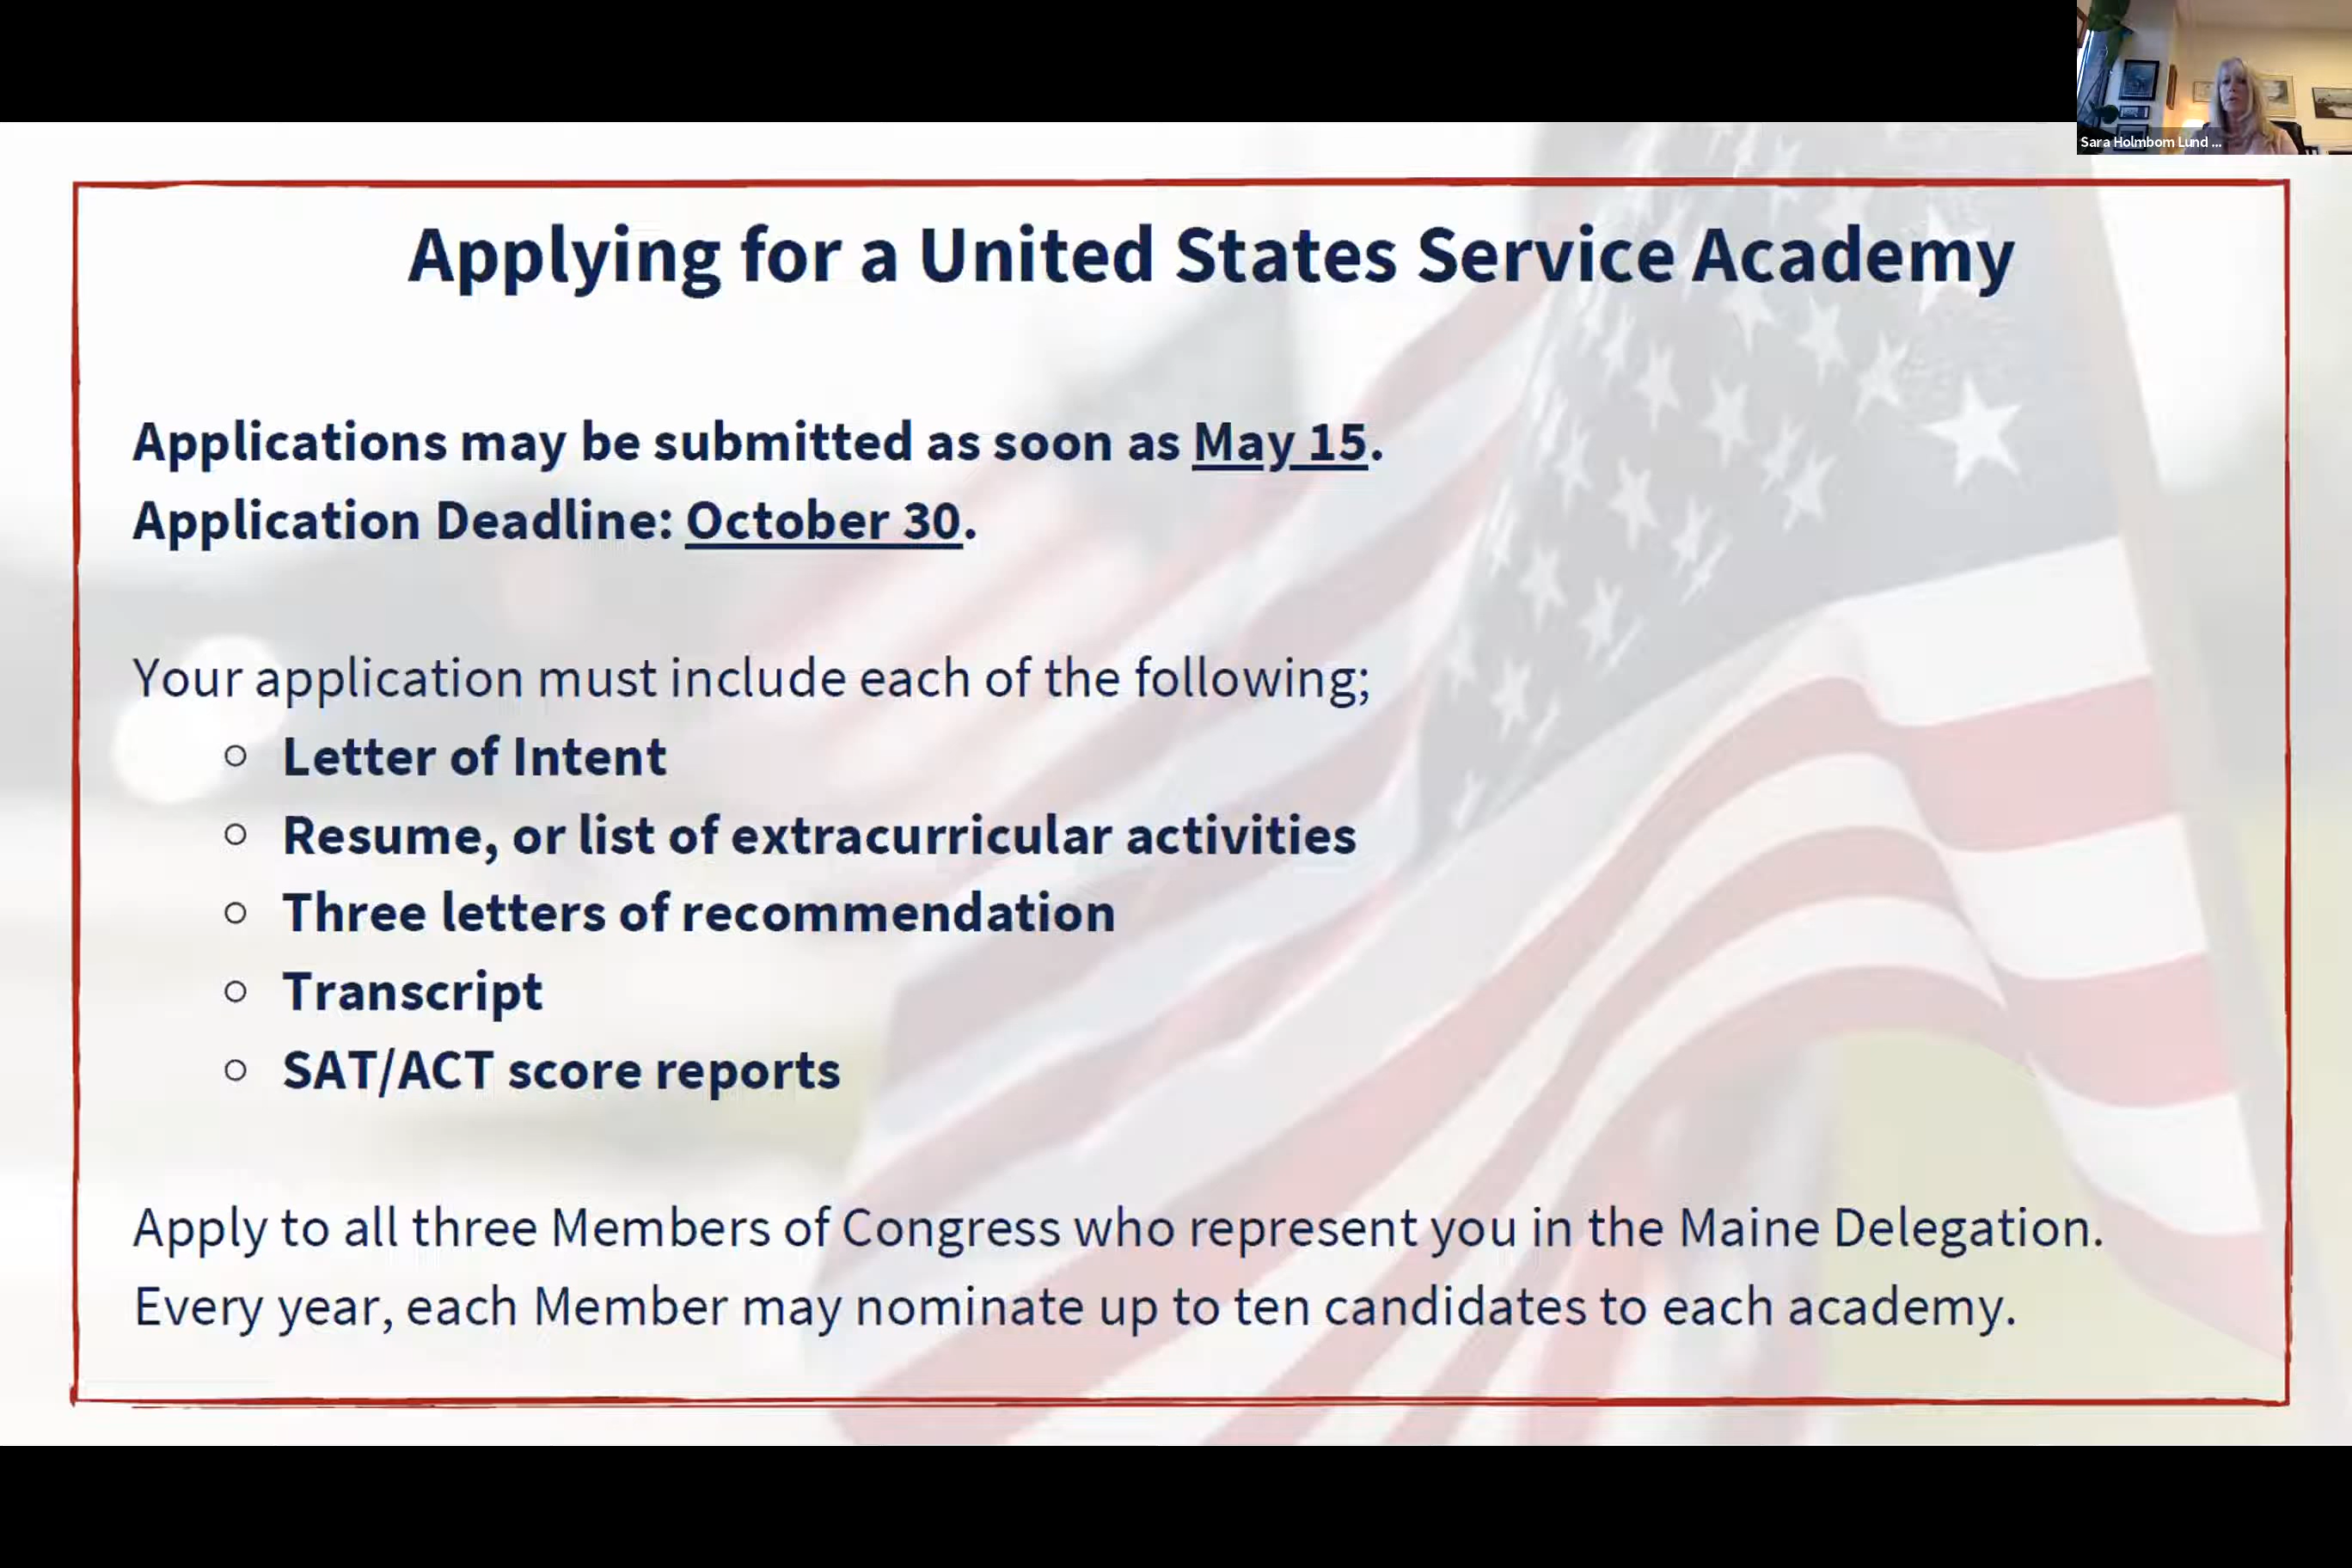 Sara Holmbom Lund ...
Applying for a United States Service Academy
Applications may be submitted as soon as May 15.
Application Deadline: October 30.
Your application must include each of the following;
○ Letter of Intent
○ Resume, or list of extracurricular activities
○ Three letters of recommendation
○ Transcript
○ SAT/ACT score reports
Apply to all three Members of Congress who represent you in the Maine Delegation.
Every year, each Member may nominate up to ten candidates to each academy.